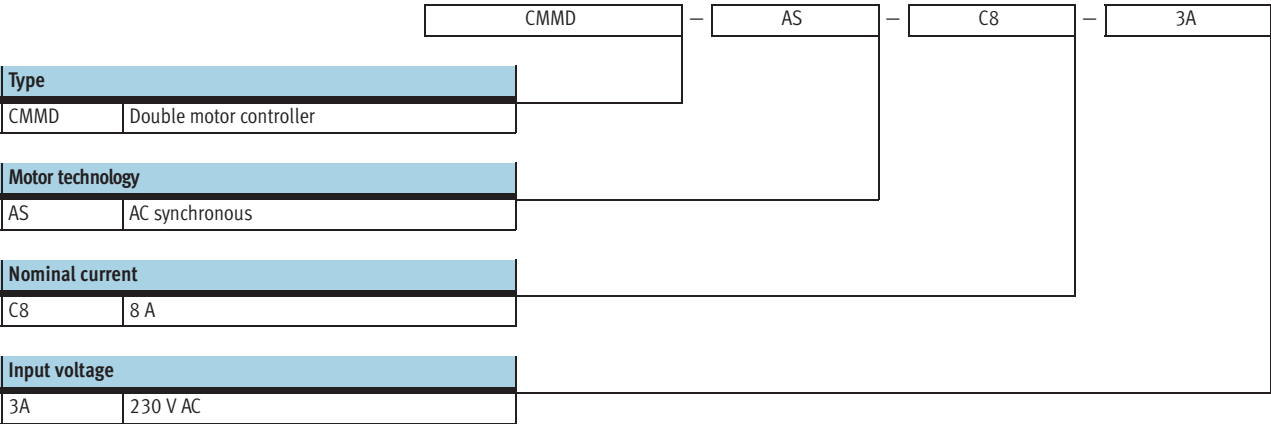 CMMD – AS – C8 – 3A
Type
CMMD Double motor controller
Motor technology
AS AC synchronous
Nominal current
C8 8 A
Input voltage
3A 230 V AC